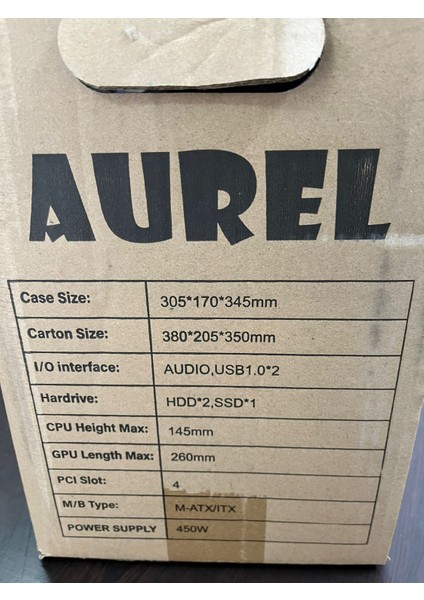 AUREL
Case Size: 305*170*345mm
Carton Size: 380*205*350mm
I/O interface: AUDIO,USB1.0*2
Hardrive: HDD*2,SSD*1
CPU Height Max: 145mm
GPU Length Max: 260mm
PCI Slot: 4
M/B Type: M-ATX/ITX
POWER SUPPLY 450W